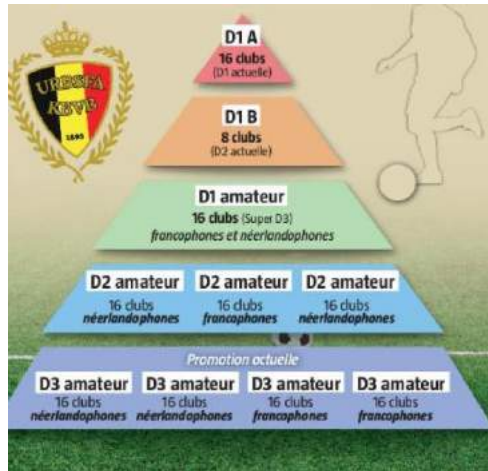 URBSFA
KBVB
1895
D1 A
16 clubs
(D1 actuelle)
D1 B
8 clubs
(D2 actuelle)
D1 amateur
16 clubs (Super D3)
francophones et néerlandophones
D2 amateur
16 clubs
néerlandophones
D2 amateur
16 clubs
francophones
D2 amateur
16 clubs
néerlandophones
Promotion actuelle
D3 amateur
16 clubs
néerlandophones
D3 amateur
16 clubs
néerlandophones
D3 amateur
16 clubs
francophones
D3 amateur
16 clubs
francophones